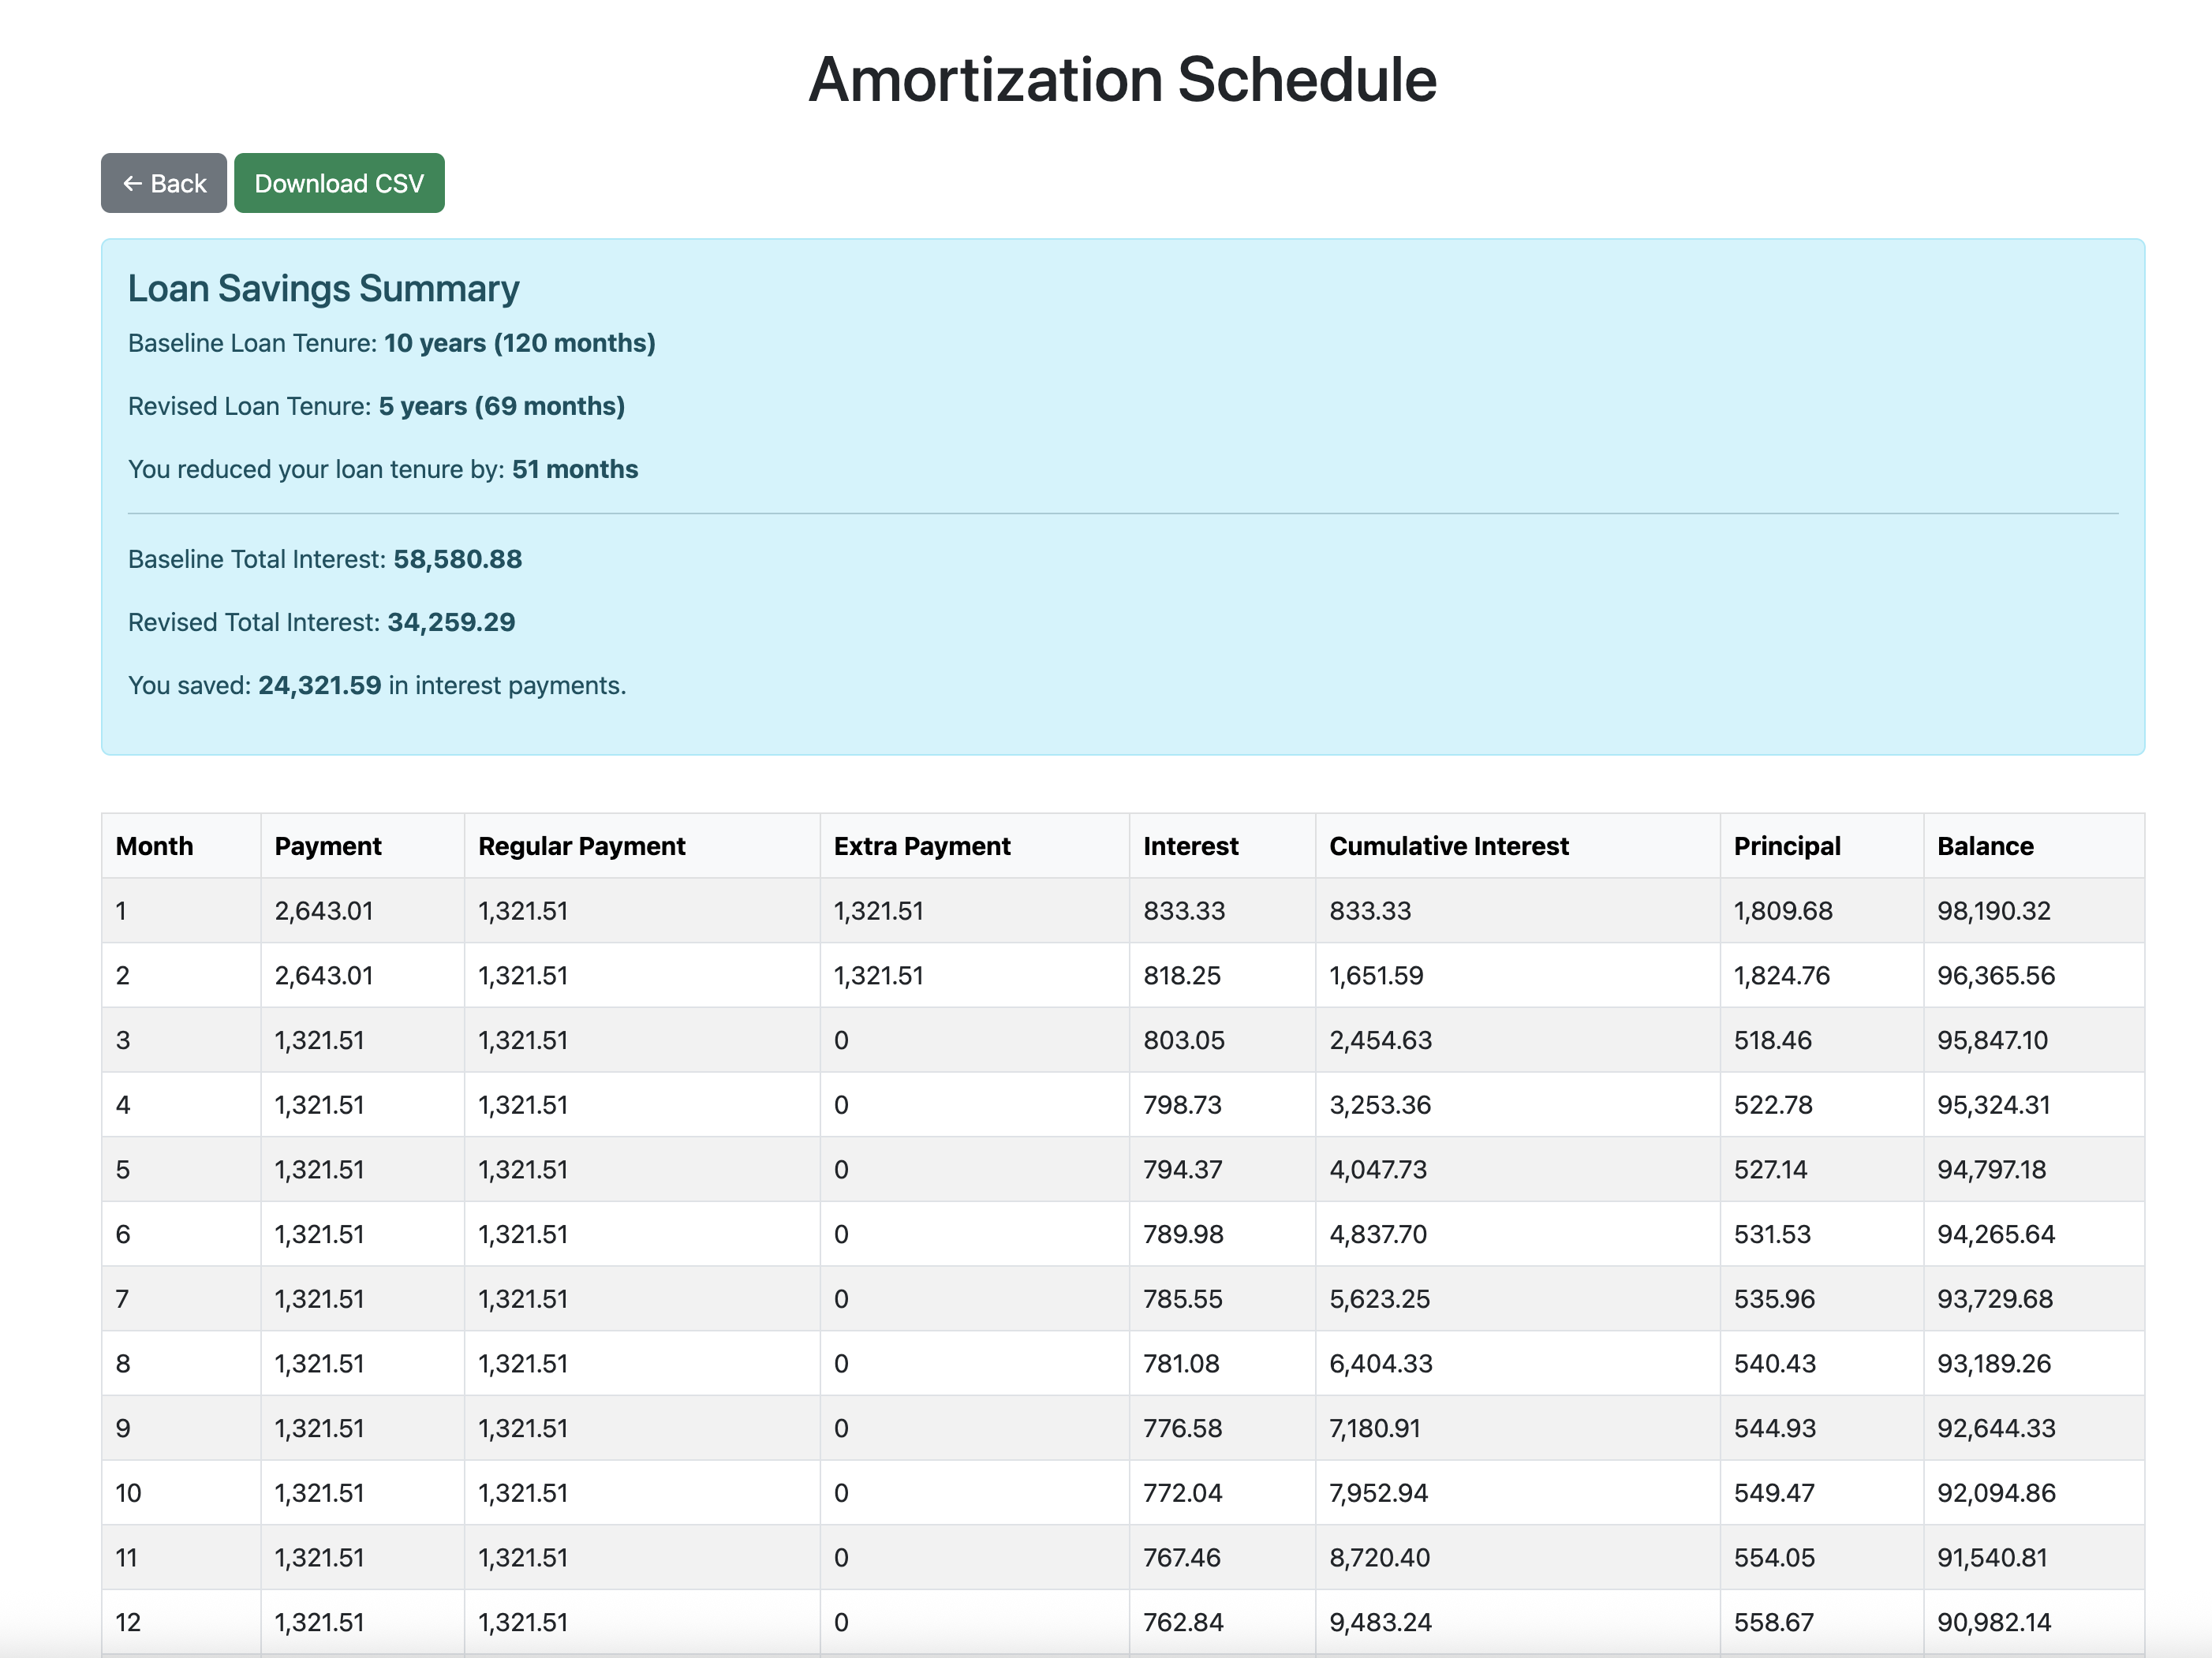 Amortization Schedule
← Back Download CSV
Loan Savings Summary
Baseline Loan Tenure: 10 years (120 months)
Revised Loan Tenure: 5 years (69 months)
You reduced your loan tenure by: 51 months
Baseline Total Interest: 58,580.88
Revised Total Interest: 34,259.29
You saved: 24,321.59 in interest payments.
Month Payment Regular Payment Extra Payment Interest Cumulative Interest Principal Balance
1 2,643.01 1,321.51 1,321.51 833.33 833.33 1,809.68 98,190.32
2 2,643.01 1,321.51 1,321.51 818.25 1,651.59 1,824.76 96,365.56
3 1,321.51 1,321.51 0 803.05 2,454.63 518.46 95,847.10
4 1,321.51 1,321.51 0 798.73 3,253.36 522.78 95,324.31
5 1,321.51 1,321.51 0 794.37 4,047.73 527.14 94,797.18
6 1,321.51 1,321.51 0 789.98 4,837.70 531.53 94,265.64
7 1,321.51 1,321.51 0 785.55 5,623.25 535.96 93,729.68
8 1,321.51 1,321.51 0 781.08 6,404.33 540.43 93,189.26
9 1,321.51 1,321.51 0 776.58 7,180.91 544.93 92,644.33
10 1,321.51 1,321.51 0 772.04 7,952.94 549.47 92,094.86
11 1,321.51 1,321.51 0 767.46 8,720.40 554.05 91,540.81
12 1,321.51 1,321.51 0 762.84 9,483.24 558.67 90,982.14